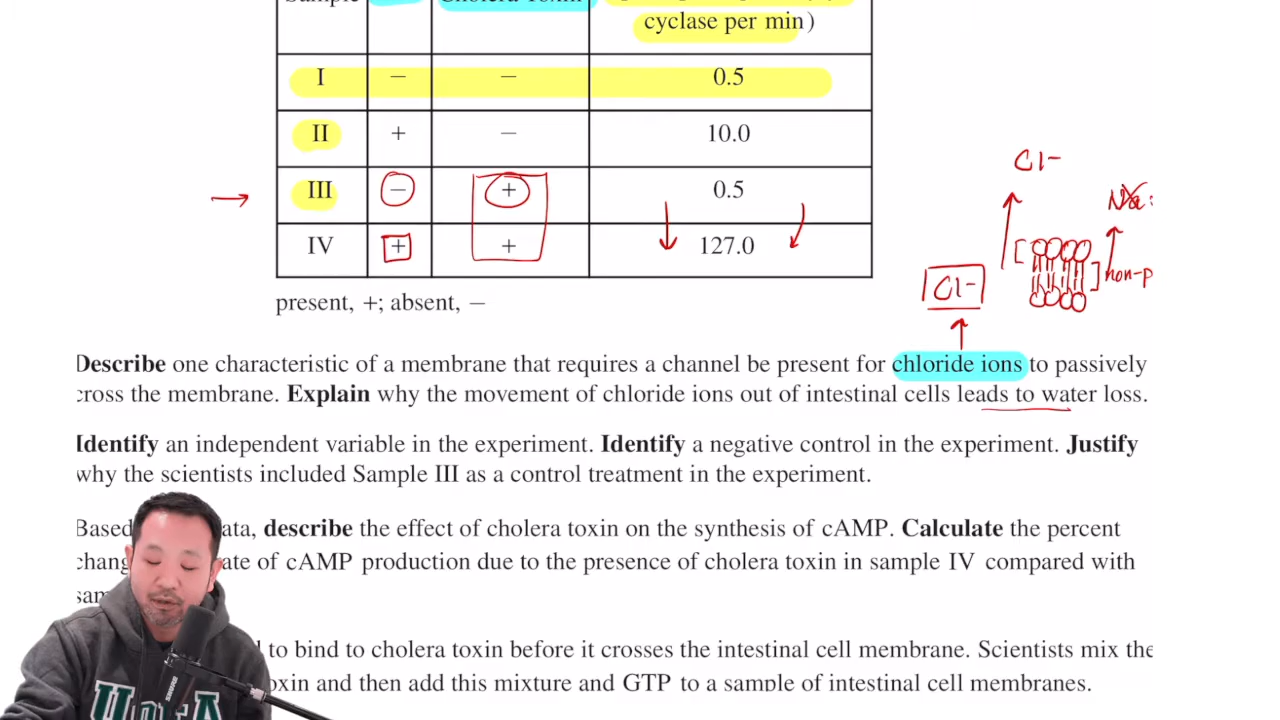 Sample Cholera Toxin
cyclase per min)
I − − 0.5
II + − 10.0
III − + 0.5
IV + + 127.0
present, +; absent, −
Cl-
Na
Cl-
non-p
Describe one characteristic of a membrane that requires a channel be present for chloride ions to passively
cross the membrane. Explain why the movement of chloride ions out of intestinal cells leads to water loss.
Identify an independent variable in the experiment. Identify a negative control in the experiment. Justify
why the scientists included Sample III as a control treatment in the experiment.
Based ata, describe the effect of cholera toxin on the synthesis of cAMP. Calculate the percent
chang ate of cAMP production due to the presence of cholera toxin in sample IV compared with
sam
to bind to cholera toxin before it crosses the intestinal cell membrane. Scientists mix the
oxin and then add this mixture and GTP to a sample of intestinal cell membranes.